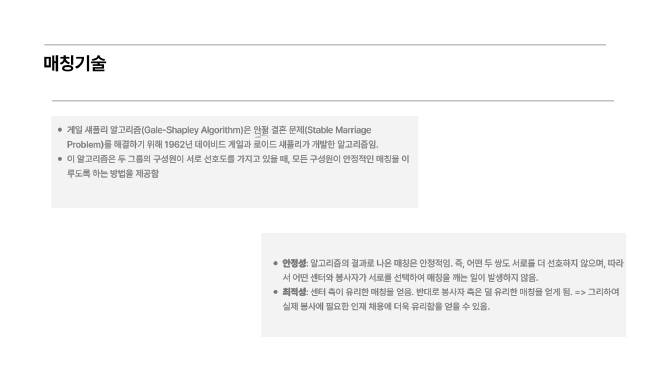 매칭기술
• 게일 섀플리 알고리즘(Gale-Shapley Algorithm)은 안정 결혼 문제(Stable Marriage
Problem)를 해결하기 위해 1962년 데이비드 게일과 로이드 섀플리가 개발한 알고리즘임.
• 이 알고리즘은 두 그룹의 구성원이 서로 선호도를 가지고 있을 때, 모든 구성원이 안정적인 매칭을 이
루도록 하는 방법을 제공함
• 안정성: 알고리즘의 결과로 나온 매칭은 안정적임. 즉, 어떤 두 쌍도 서로를 더 선호하지 않으며, 따라
서 어떤 센터와 봉사자가 서로를 선택하여 매칭을 깨는 일이 발생하지 않음.
• 최적성: 센터 측이 유리한 매칭을 얻음. 반대로 봉사자 측은 덜 유리한 매칭을 얻게 됨. => 그리하여
실제 봉사에 필요한 인재 채용에 더욱 유리함을 얻을 수 있음.